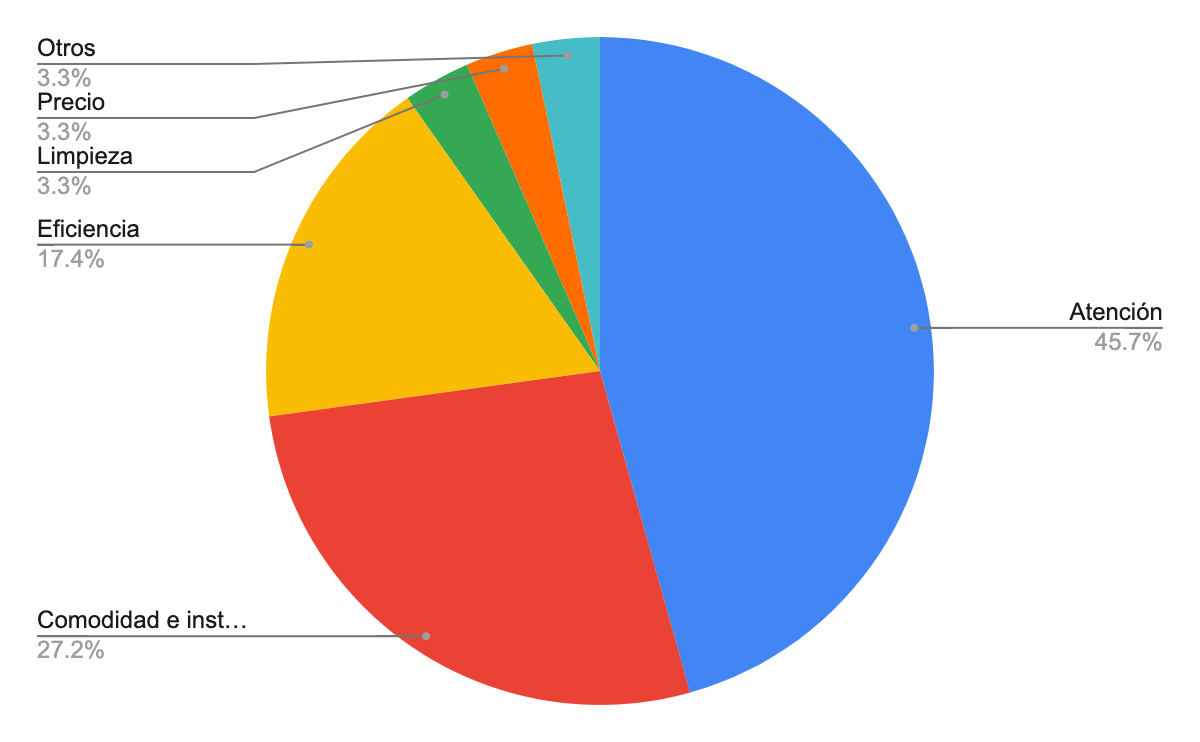 Otros
3.3%
Precio
3.3%
Limpieza
3.3%
Eficiencia
17.4%
Atención
45.7%
Comodidad e inst…
27.2%